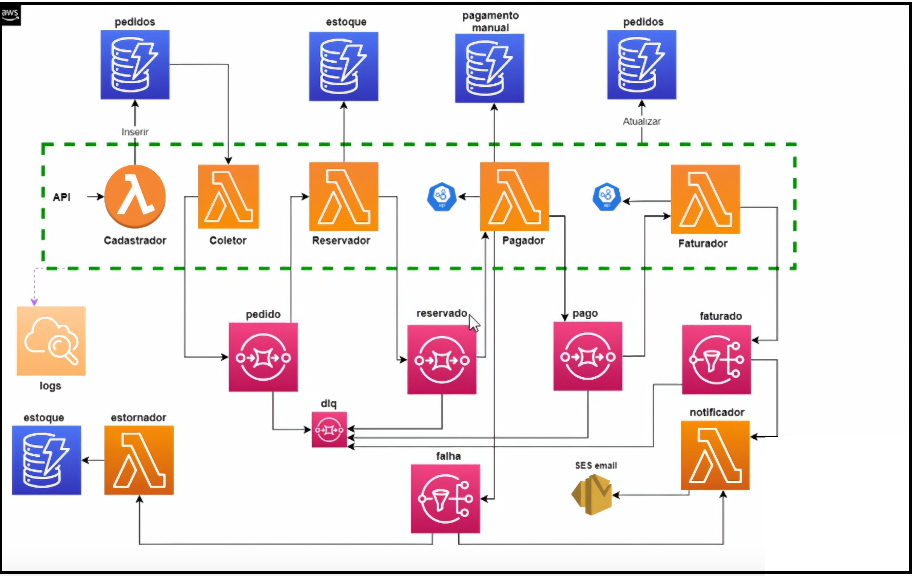 aws
pedidos
estoque
pagamento
manual
pedidos
Inserir
Atualizar
API
Cadastrador
Coletor
Reservador
Pagador
Faturador
pedido
reservado
pago
faturado
logs
dlq
estoque
estornador
falha
SES email
notificador